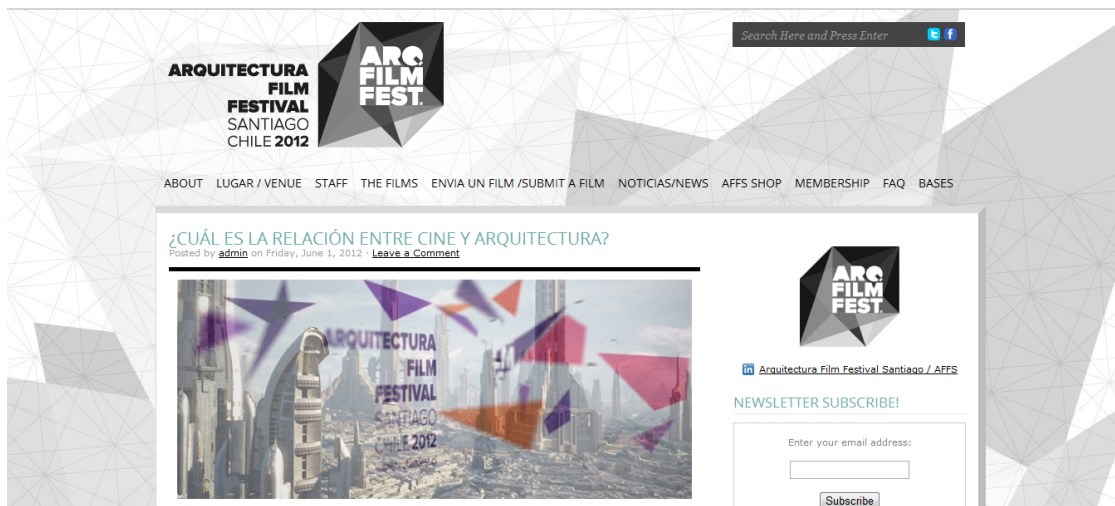 ARQUITECTURA
FILM
FESTIVAL
SANTIAGO
CHILE 2012
ARQ
FILM
FEST.
Search Here and Press Enter
ABOUT LUGAR / VENUE STAFF THE FILMS ENVIA UN FILM /SUBMIT A FILM NOTICIAS/NEWS AFFS SHOP MEMBERSHIP FAQ BASES
¿CUÁL ES LA RELACIÓN ENTRE CINE Y ARQUITECTURA?
Posted by admin on Friday, June 1, 2012 · Leave a Comment
ARQUITECTURA
FILM
FESTIVAL
SANTIAGO
CHILE 2012
ARQ
FILM
FEST.
in Arquitectura Film Festival Santiago / AFFS
NEWSLETTER SUBSCRIBE!
Enter your email address:
Subscribe